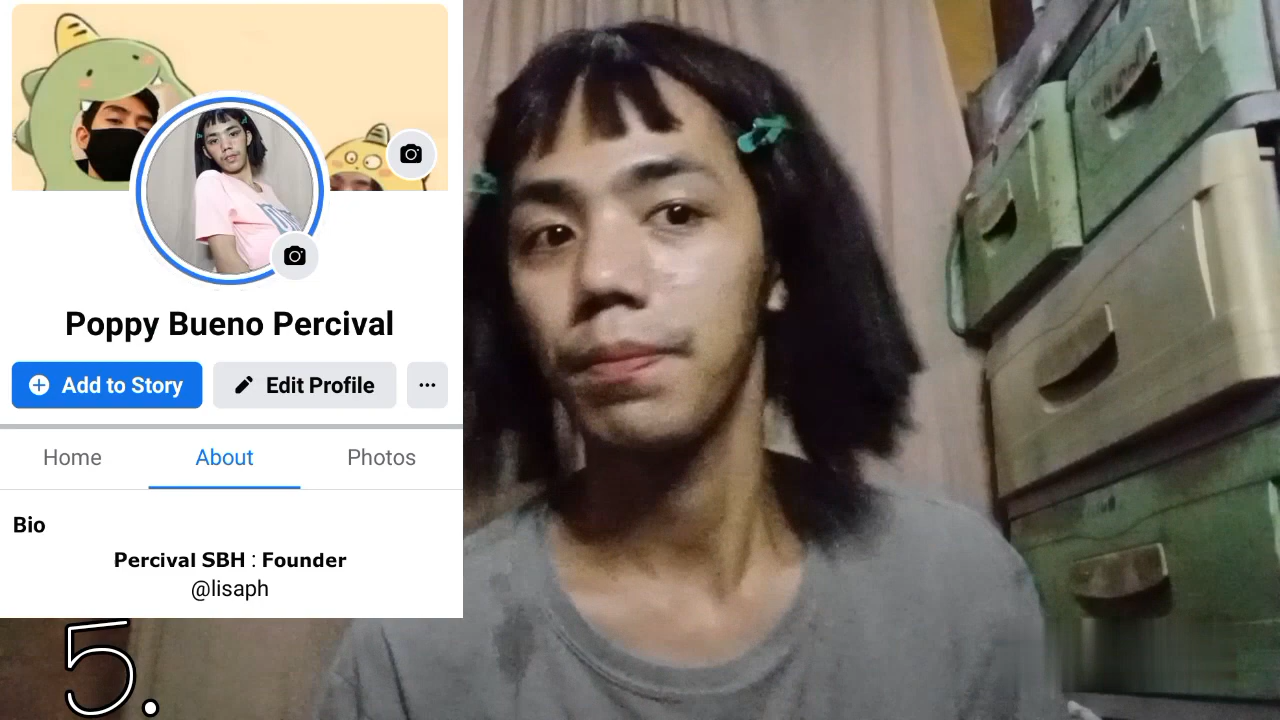 Poppy Bueno Percival
Add to Story
Edit Profile
Home
About
Photos
Bio
Percival SBH : Founder
@lisaph
5.